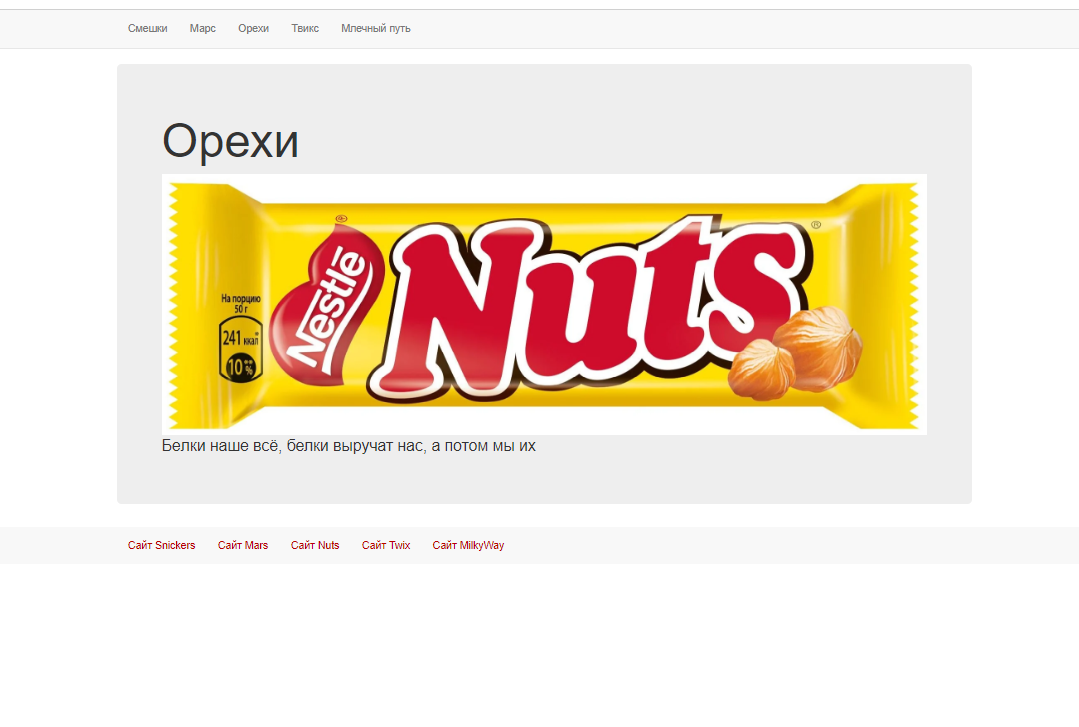 Смешки Марс Орехи Твикс Млечный путь
Орехи
Nestlé
Nuts
®
®
На порцию
50 г
241 ккал
10 %
Белки наше всё, белки выручат нас, а потом мы их
Сайт Snickers Сайт Mars Сайт Nuts Сайт Twix Сайт MilkyWay